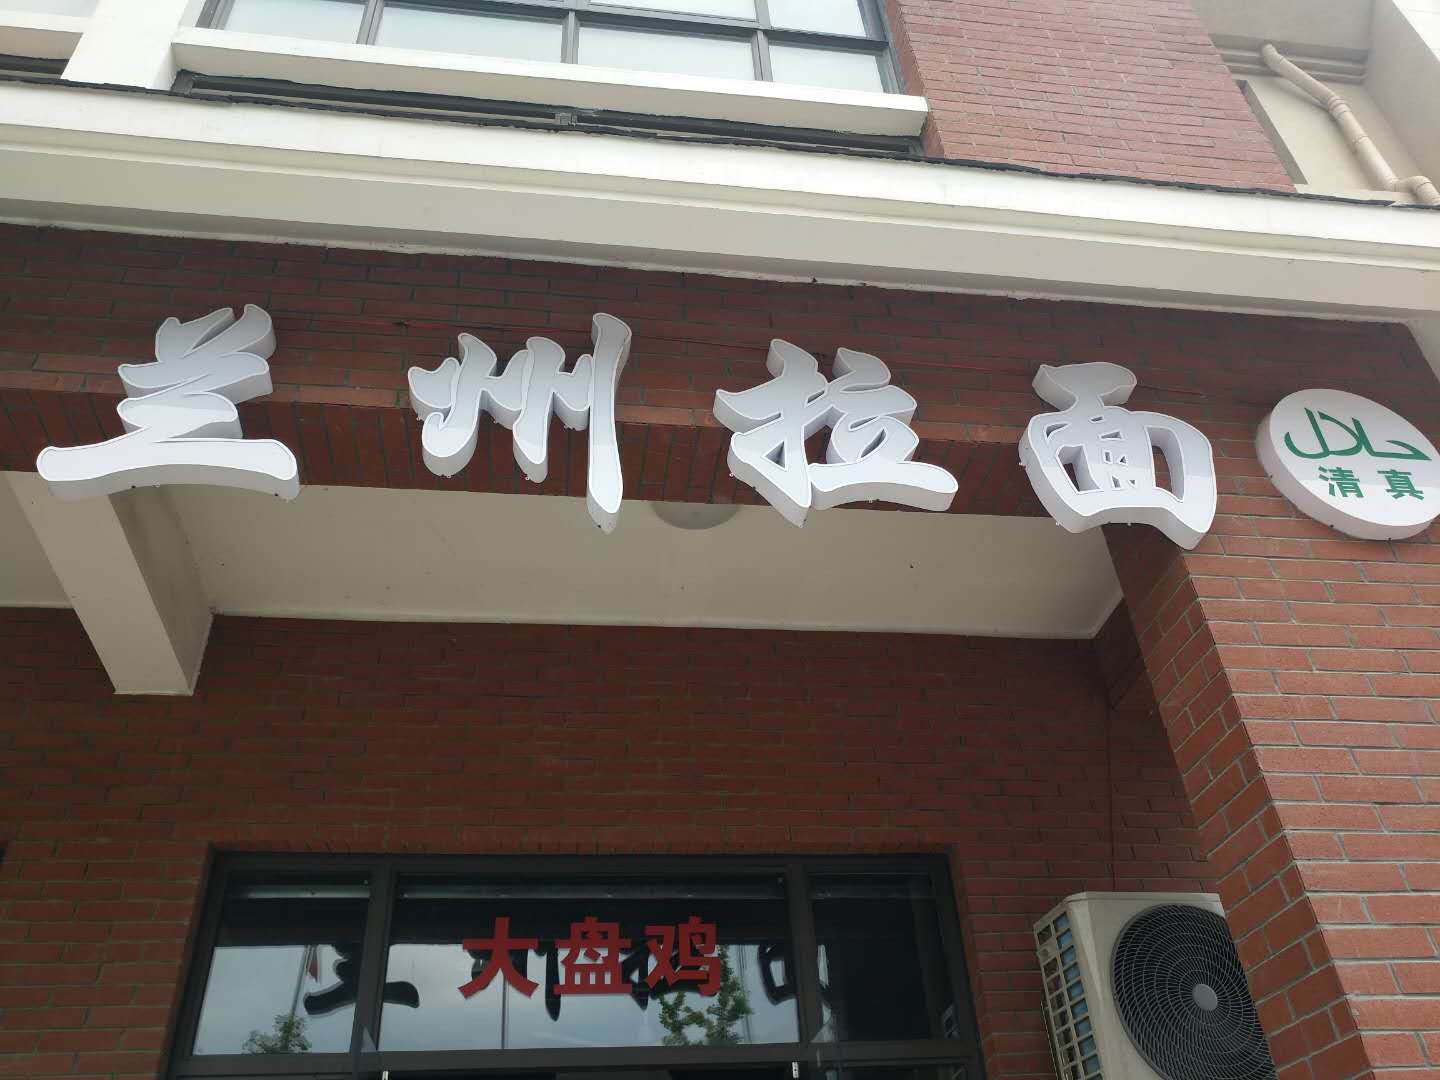 兰州拉面
حلال
清真
大盘鸡